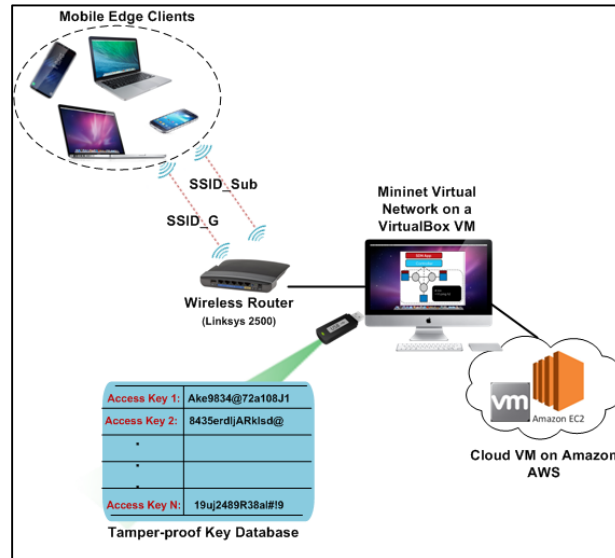 Mobile Edge Clients
SSID_Sub
SSID_G
Mininet Virtual
Network on a
VirtualBox VM
Wireless Router
(Linksys 2500)
Access Key 1: Ake9834@72a108J1
Access Key 2: 8435erdljARklsd@
Access Key N: 19uj2489R38al#!9
Tamper-proof Key Database
vm
Amazon EC2
Cloud VM on Amazon
AWS